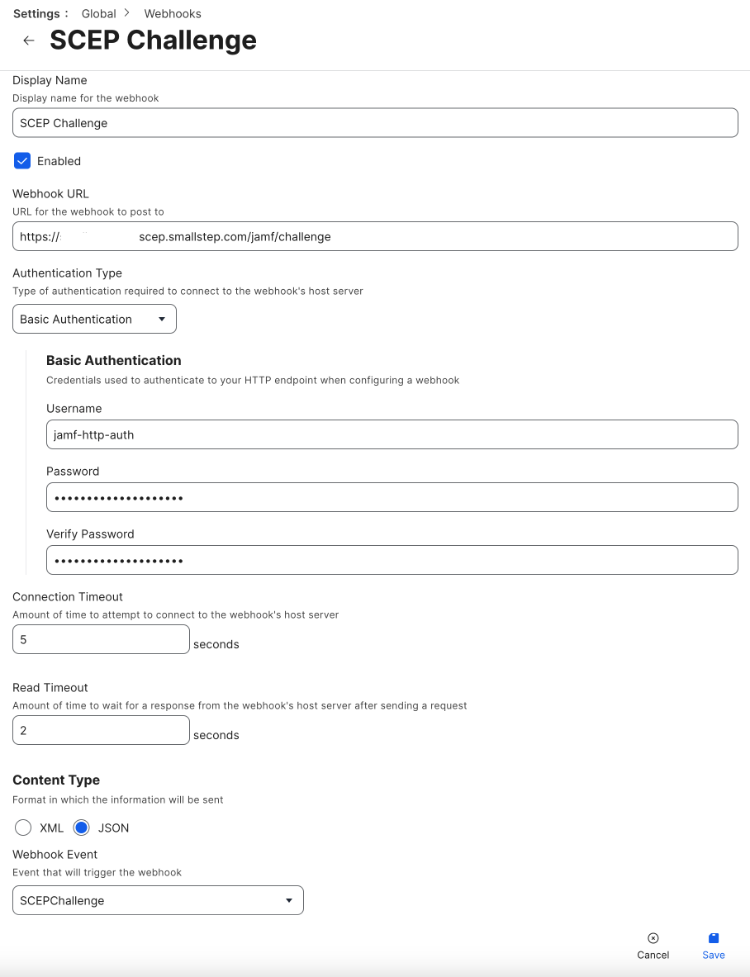 Settings : Global > Webhooks
← SCEP Challenge
Display Name
Display name for the webhook
SCEP Challenge
Enabled
Webhook URL
URL for the webhook to post to
https:// scep.smallstep.com/jamf/challenge
Authentication Type
Type of authentication required to connect to the webhook's host server
Basic Authentication
Basic Authentication
Credentials used to authenticate to your HTTP endpoint when configuring a webhook
Username
jamf-http-auth
Password
••••••••••••••••••••
Verify Password
••••••••••••••••••••
Connection Timeout
Amount of time to attempt to connect to the webhook's host server
5 seconds
Read Timeout
Amount of time to wait for a response from the webhook's host server after sending a request
2 seconds
Content Type
Format in which the information will be sent
XML JSON
Webhook Event
Event that will trigger the webhook
SCEPChallenge
Cancel Save